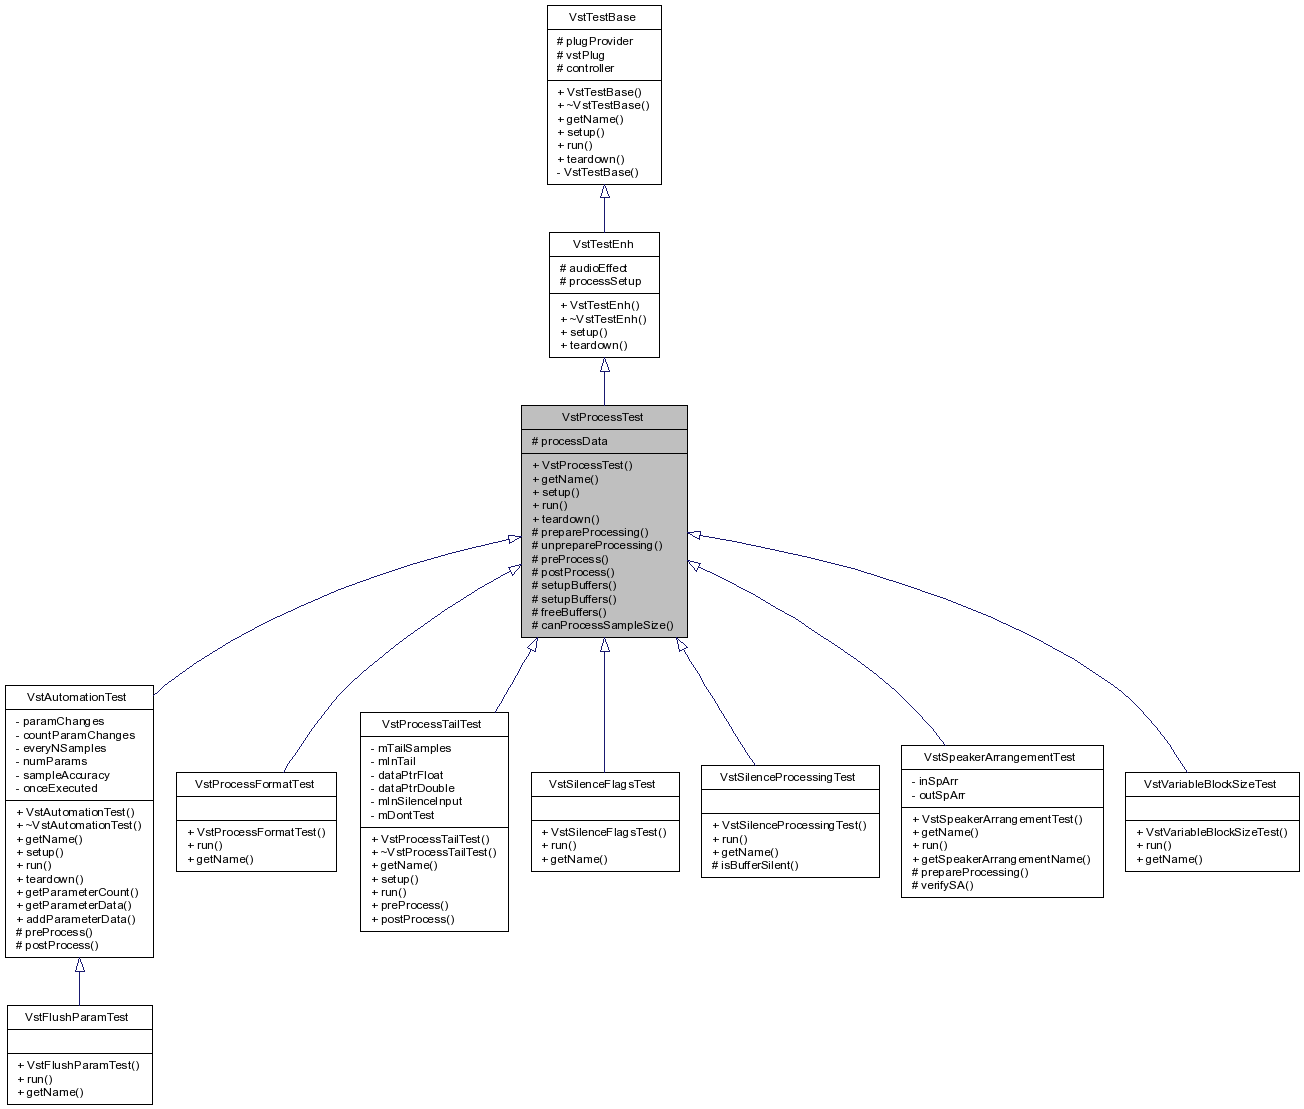 VstTestBase
# plugProvider
# vstPlug
# controller
+ VstTestBase()
+ ~VstTestBase()
+ getName()
+ setup()
+ run()
+ teardown()
- VstTestBase()
VstTestEnh
# audioEffect
# processSetup
+ VstTestEnh()
+ ~VstTestEnh()
+ setup()
+ teardown()
VstProcessTest
# processData
+ VstProcessTest()
+ getName()
+ setup()
+ run()
+ teardown()
# prepareProcessing()
# unprepareProcessing()
# preProcess()
# postProcess()
# setupBuffers()
# setupBuffers()
# freeBuffers()
# canProcessSampleSize()
VstAutomationTest
- paramChanges
- countParamChanges
- everyNSamples
- numParams
- sampleAccuracy
- onceExecuted
+ VstAutomationTest()
+ ~VstAutomationTest()
+ getName()
+ setup()
+ run()
+ teardown()
+ getParameterCount()
+ getParameterData()
+ addParameterData()
# preProcess()
# postProcess()
VstProcessFormatTest
+ VstProcessFormatTest()
+ run()
+ getName()
VstProcessTailTest
- mTailSamples
- mInTail
- dataPtrFloat
- dataPtrDouble
- mInSilenceInput
- mDontTest
+ VstProcessTailTest()
+ ~VstProcessTailTest()
+ getName()
+ setup()
+ run()
+ preProcess()
+ postProcess()
VstSilenceFlagsTest
+ VstSilenceFlagsTest()
+ run()
+ getName()
VstSilenceProcessingTest
+ VstSilenceProcessingTest()
+ run()
+ getName()
# isBufferSilent()
VstSpeakerArrangementTest
- inSpArr
- outSpArr
+ VstSpeakerArrangementTest()
+ getName()
+ run()
+ getSpeakerArrangementName()
# prepareProcessing()
# verifySA()
VstVariableBlockSizeTest
+ VstVariableBlockSizeTest()
+ run()
+ getName()
VstFlushParamTest
+ VstFlushParamTest()
+ run()
+ getName()